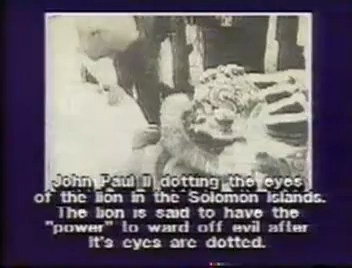 John Paul II dotting the eyes
of the lion in the Solomon Islands.
The lion is said to have the
"power" to ward off evil after
it's eyes are dotted.